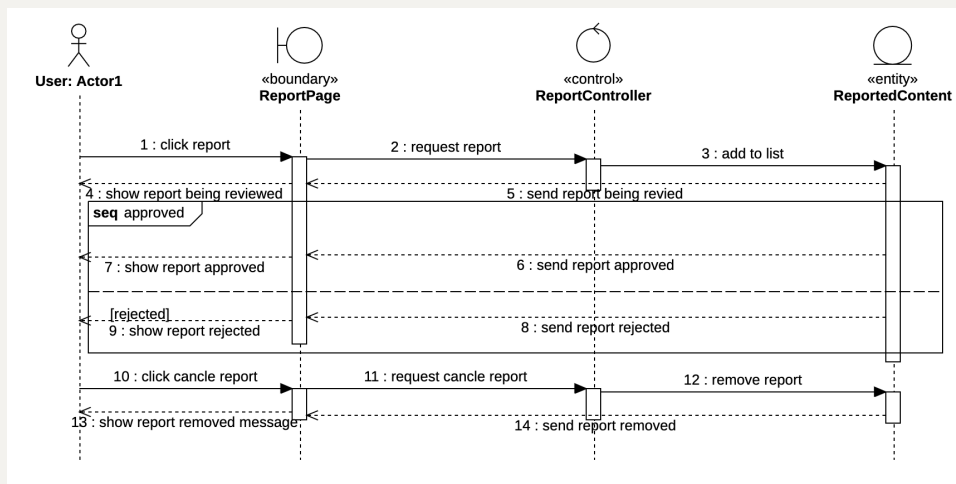 User: Actor1
«boundary»
ReportPage
«control»
ReportController
«entity»
ReportedContent
1 : click report
2 : request report
3 : add to list
4 : show report being reviewed
5 : send report being revied
seq approved
7 : show report approved
6 : send report approved
[rejected]
9 : show report rejected
8 : send report rejected
10 : click cancle report
11 : request cancle report
12 : remove report
13 : show report removed message
14 : send report removed